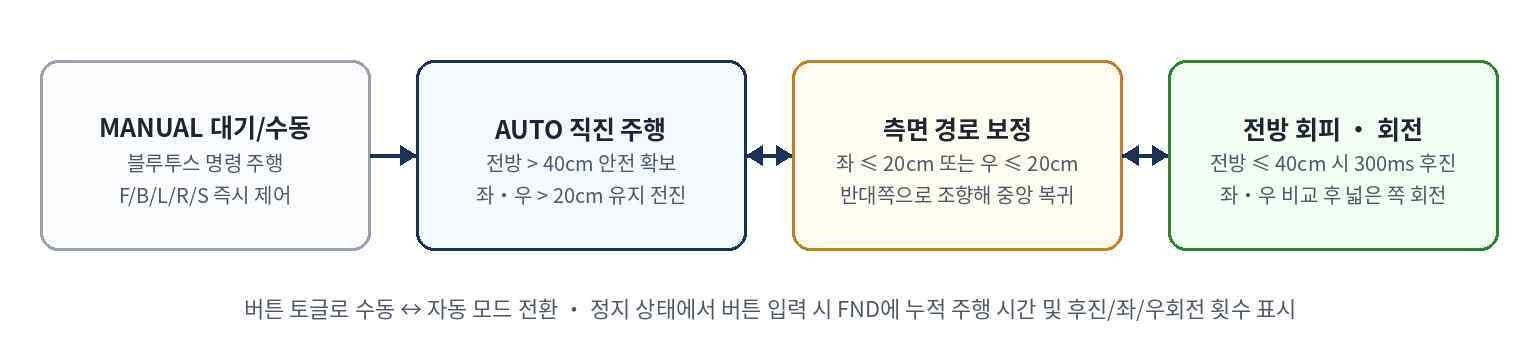 MANUAL 대기/수동
블루투스 명령 주행
F/B/L/R/S 즉시 제어
AUTO 직진 주행
전방 > 40cm 안전 확보
좌・우 > 20cm 유지 전진
측면 경로 보정
좌 ≤ 20cm 또는 우 ≤ 20cm
반대쪽으로 조향해 중앙 복귀
전방 회피 ・ 회전
전방 ≤ 40cm 시 300ms 후진
좌・우 비교 후 넓은 쪽 회전
버튼 토글로 수동 ↔ 자동 모드 전환 ・ 정지 상태에서 버튼 입력 시 FND에 누적 주행 시간 및 후진/좌/우회전 횟수 표시